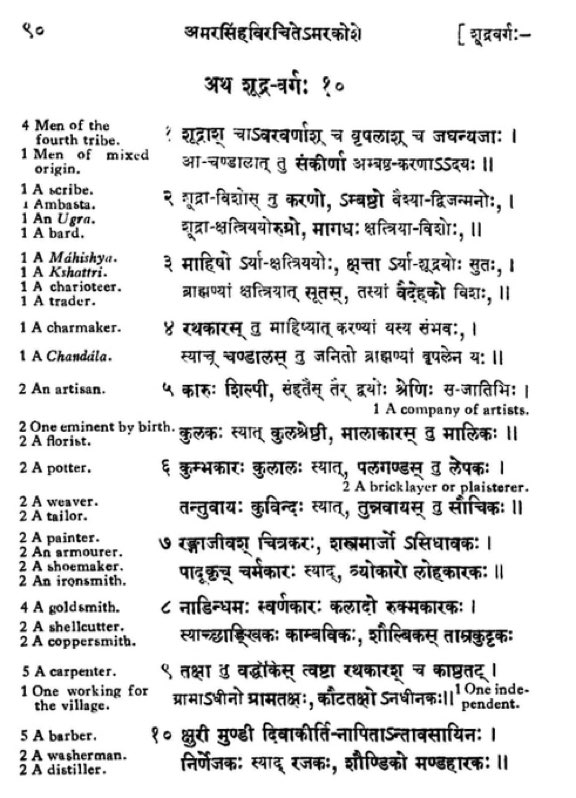 ९०
अमरसिंहविरचितेऽमरकोशे
[ शूद्रवर्गः–
अथ शूद्र-वर्गः १०
4 Men of the
fourth tribe.
1 Men of mixed
origin.
१ शूद्राश् चाऽवरवर्णाश् च वृषलाश् च जघन्यजाः ।
आ-चण्डालात् तु संकीर्णा अम्बष्ठ-करणाऽऽदयः ॥
1 A scribe.
1 Ambasta.
1 An Ugra.
1 A bard.
२ शूद्रा-विशोस् तु करणो, ऽम्बष्टो वैश्या-द्विजन्मनोः, ।
शूद्रा-क्षत्रिययोरुग्रो, मागधः क्षत्रिया-विशोः, ॥
1 A Máhishya.
1 A Kshattri.
1 A charioteer.
1 A trader.
३ माहिषो ऽर्या-क्षत्रिययोः, क्षत्ता ऽर्या-शूद्रयोः सुतः, ।
ब्राह्मण्यां क्षत्रियात् सूतस्, तस्यां वैदेहको विशः, ॥
1 A charmaker.
1 A Chandála.
४ रथकारस् तु माहिष्यात् करण्यां यस्य संभवः, ।
स्याच् चण्डालस् तु जनितो ब्राह्मण्यां वृषलेन यः ॥
2 An artisan.
५ कारुः शिल्पी, संहतैस् तैर् द्वयोः श्रेणिः स-जातिभिः ।
1 A company of artists.
2 One eminent by birth.
2 A florist.
कुलकः स्यात् कुलश्रेष्ठी, मालाकारस् तु मालिकः ॥
2 A potter.
६ कुम्भकारः कुलालः स्यात्, पलगण्डस् तु लेपकः ।
2 A bricklayer or plaisterer.
2 A weaver.
2 A tailor.
तन्तुवायः कुविन्दः स्यात्, तुन्नवायस् तु सौचिकः ॥
2 A painter.
2 An armourer.
2 A shoemaker.
2 An ironsmith.
७ रङ्गाजीवश् चित्रकरः, शस्त्रमार्जो ऽसिधावकः ।
पादूकृच् चर्मकारः स्याद्, व्योकारो लोहकारकः ॥
4 A goldsmith.
2 A shellcutter.
2 A coppersmith.
८ नाडिन्धमः स्वर्णकारः कलादो रुक्मकारकः ।
स्याच्छाङ्खिकः काम्बविकः, शौल्बिकस् ताम्रकुट्टकः
5 A carpenter.
1 One working for
the village.
९ तक्षा तु वर्द्धकिस् त्वष्टा रथकारश् च काष्ठतट् ।
ग्रामाऽधीनो ग्रामतक्षः, कौटतक्षो ऽनधीनकः॥
1 One inde-
pendent.
5 A barber.
2 A washerman.
2 A distiller.
१० क्षुरी मुण्डी दिवाकीर्ति-नापिताऽन्तावसायिनः ।
निर्णेजकः स्याद् रजकः, शौण्डिको मण्डहारकः ॥